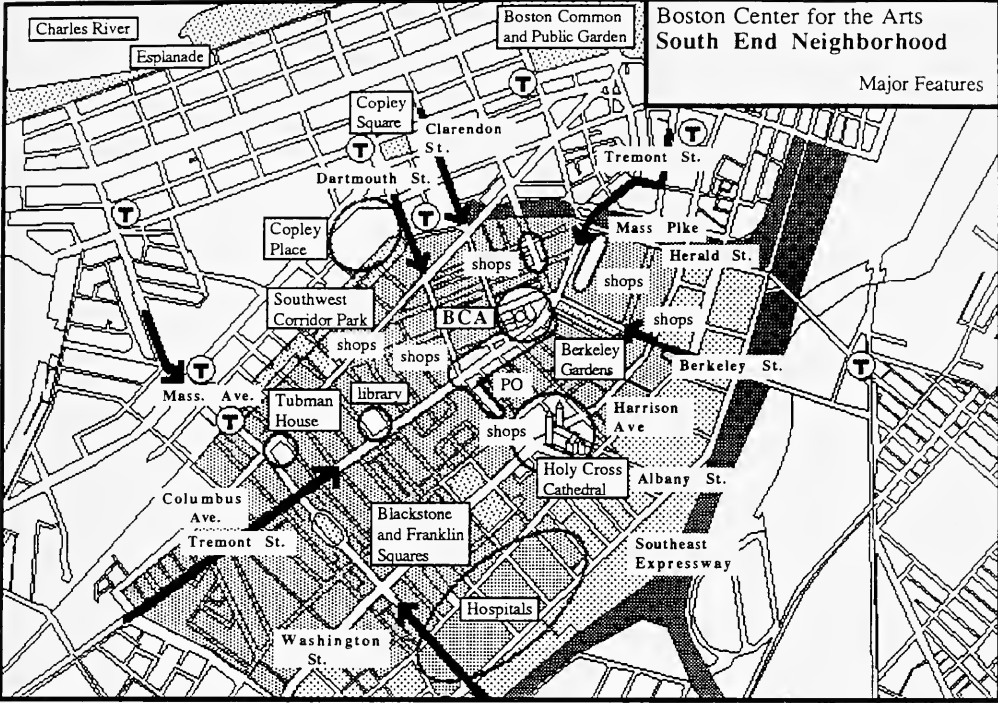 Boston Center for the Arts
South End Neighborhood
Major Features
Charles River
Esplanade
Boston Common
and Public Garden
T
Copley
Square
T
Clarendon
St.
T
Tremont St.
Dartmouth St.
T
T
Copley
Place
Mass Pike
Herald St.
shops
shops
Southwest
Corridor Park
BCA
shops
shops
shops
Berkeley
Gardens
Berkeley St.
T
T
Mass. Ave.
PO
Tubman
House
library
T
Harrison
Ave
shops
Holy Cross
Cathedral
Albany St.
Columbus
Ave.
Tremont St.
Blackstone
and Franklin
Squares
Southeast
Expressway
Hospitals
Washington
St.